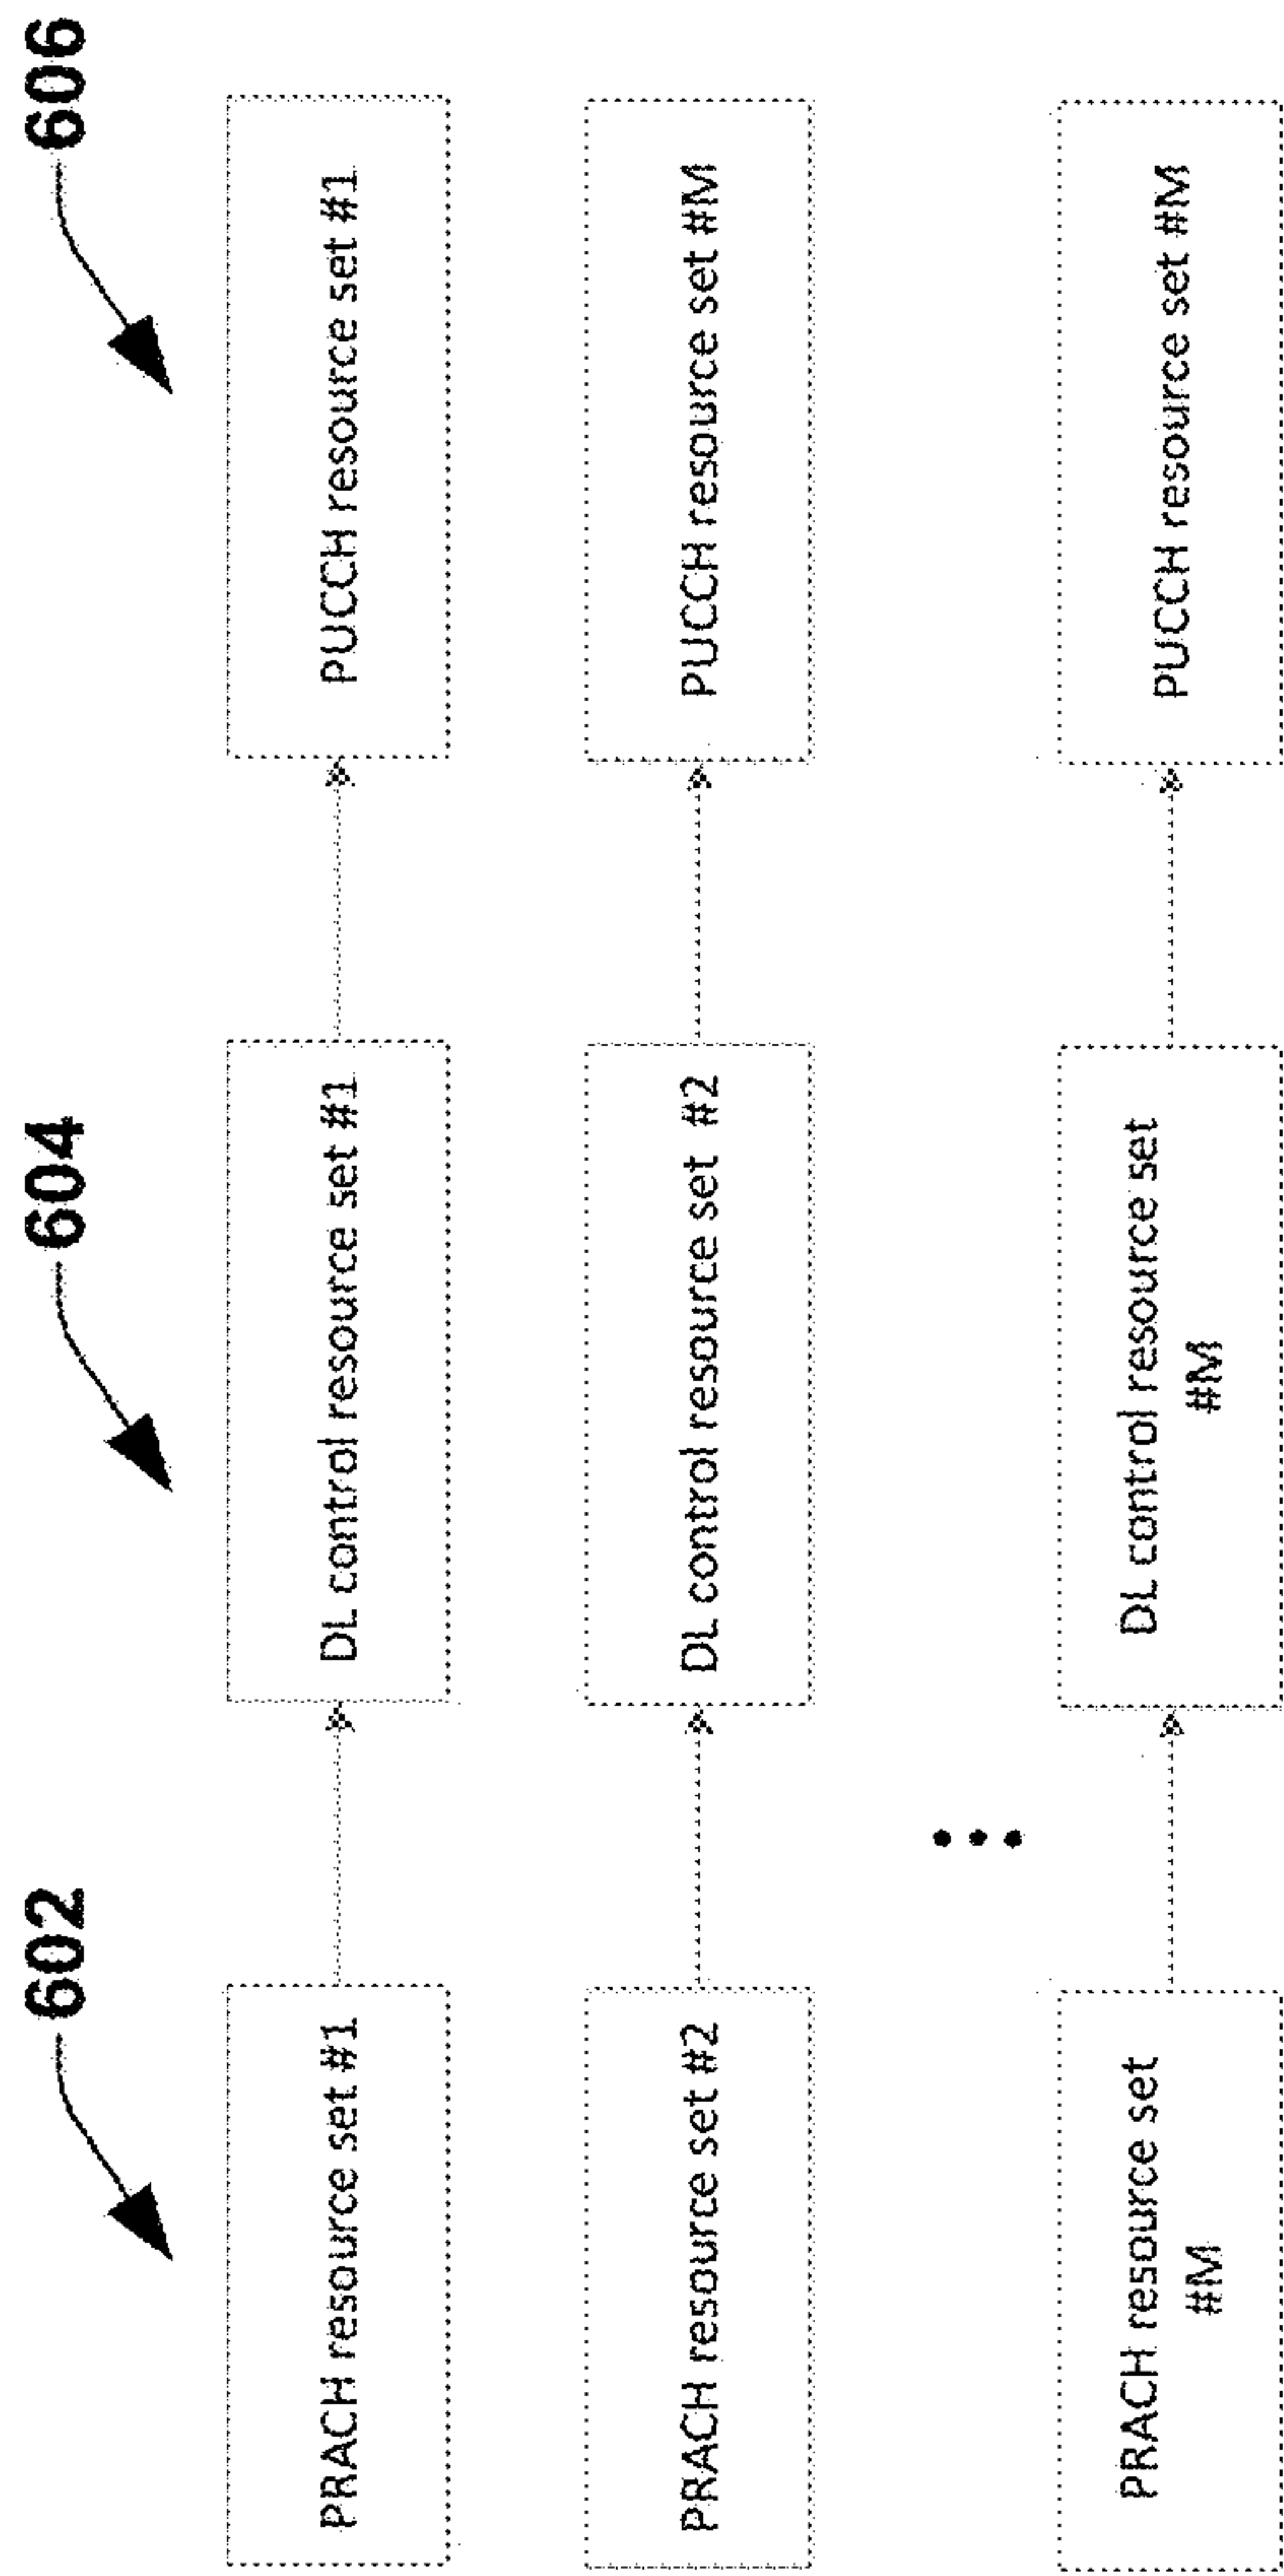 602
604
606
PRACH resource set #1
DL control resource set #1
PUCCH resource set #1
PRACH resource set #2
DL control resource set #2
PUCCH resource set #M
PRACH resource set
#M
DL control resource set
#M
PUCCH resource set #M